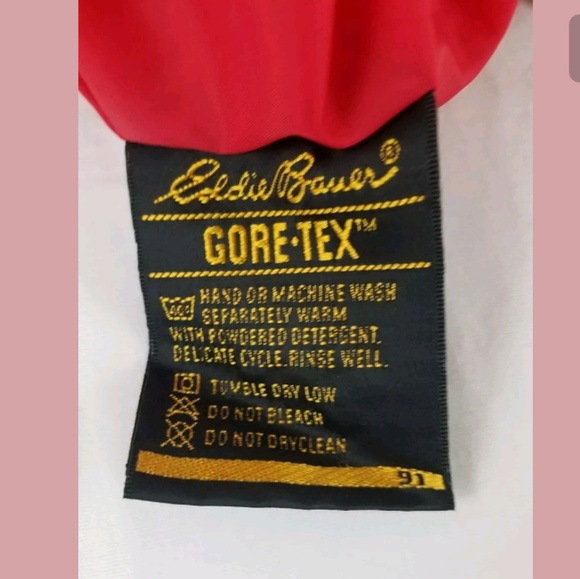 Eddie Bauer®
GORE-TEX™
HAND OR MACHINE WASH
SEPARATELY WARM
WITH POWDERED DETERGENT.
DELICATE CYCLE. RINSE WELL.
TUMBLE DRY LOW
DO NOT BLEACH
DO NOT DRYCLEAN
91